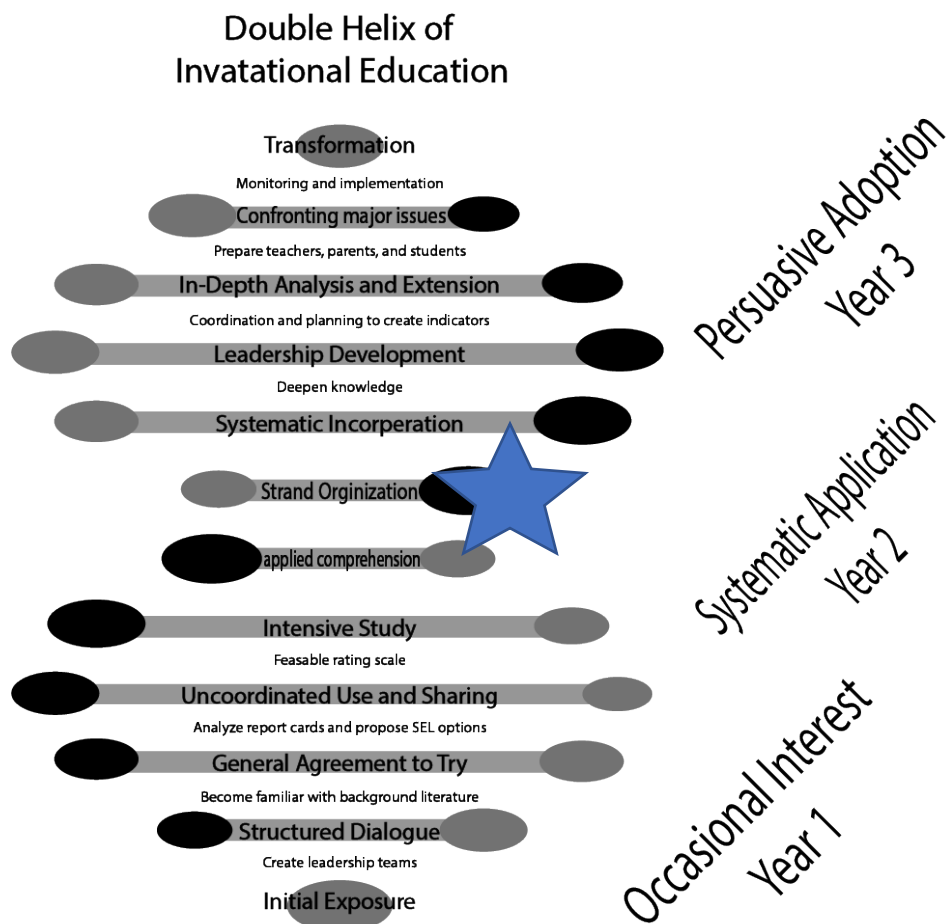 Double Helix of
Invatational Education
Transformation
Monitoring and implementation
Confronting major issues
Prepare teachers, parents, and students
In-Depth Analysis and Extension
Coordination and planning to create indicators
Leadership Development
Deepen knowledge
Systematic Incorperation
Strand Orginization
applied comprehension
Intensive Study
Feasable rating scale
Uncoordinated Use and Sharing
Analyze report cards and propose SEL options
General Agreement to Try
Become familiar with background literature
Structured Dialogue
Create leadership teams
Initial Exposure
Persuasive Adoption
Year 3
Systematic Application
Year 2
Occasional Interest
Year 1